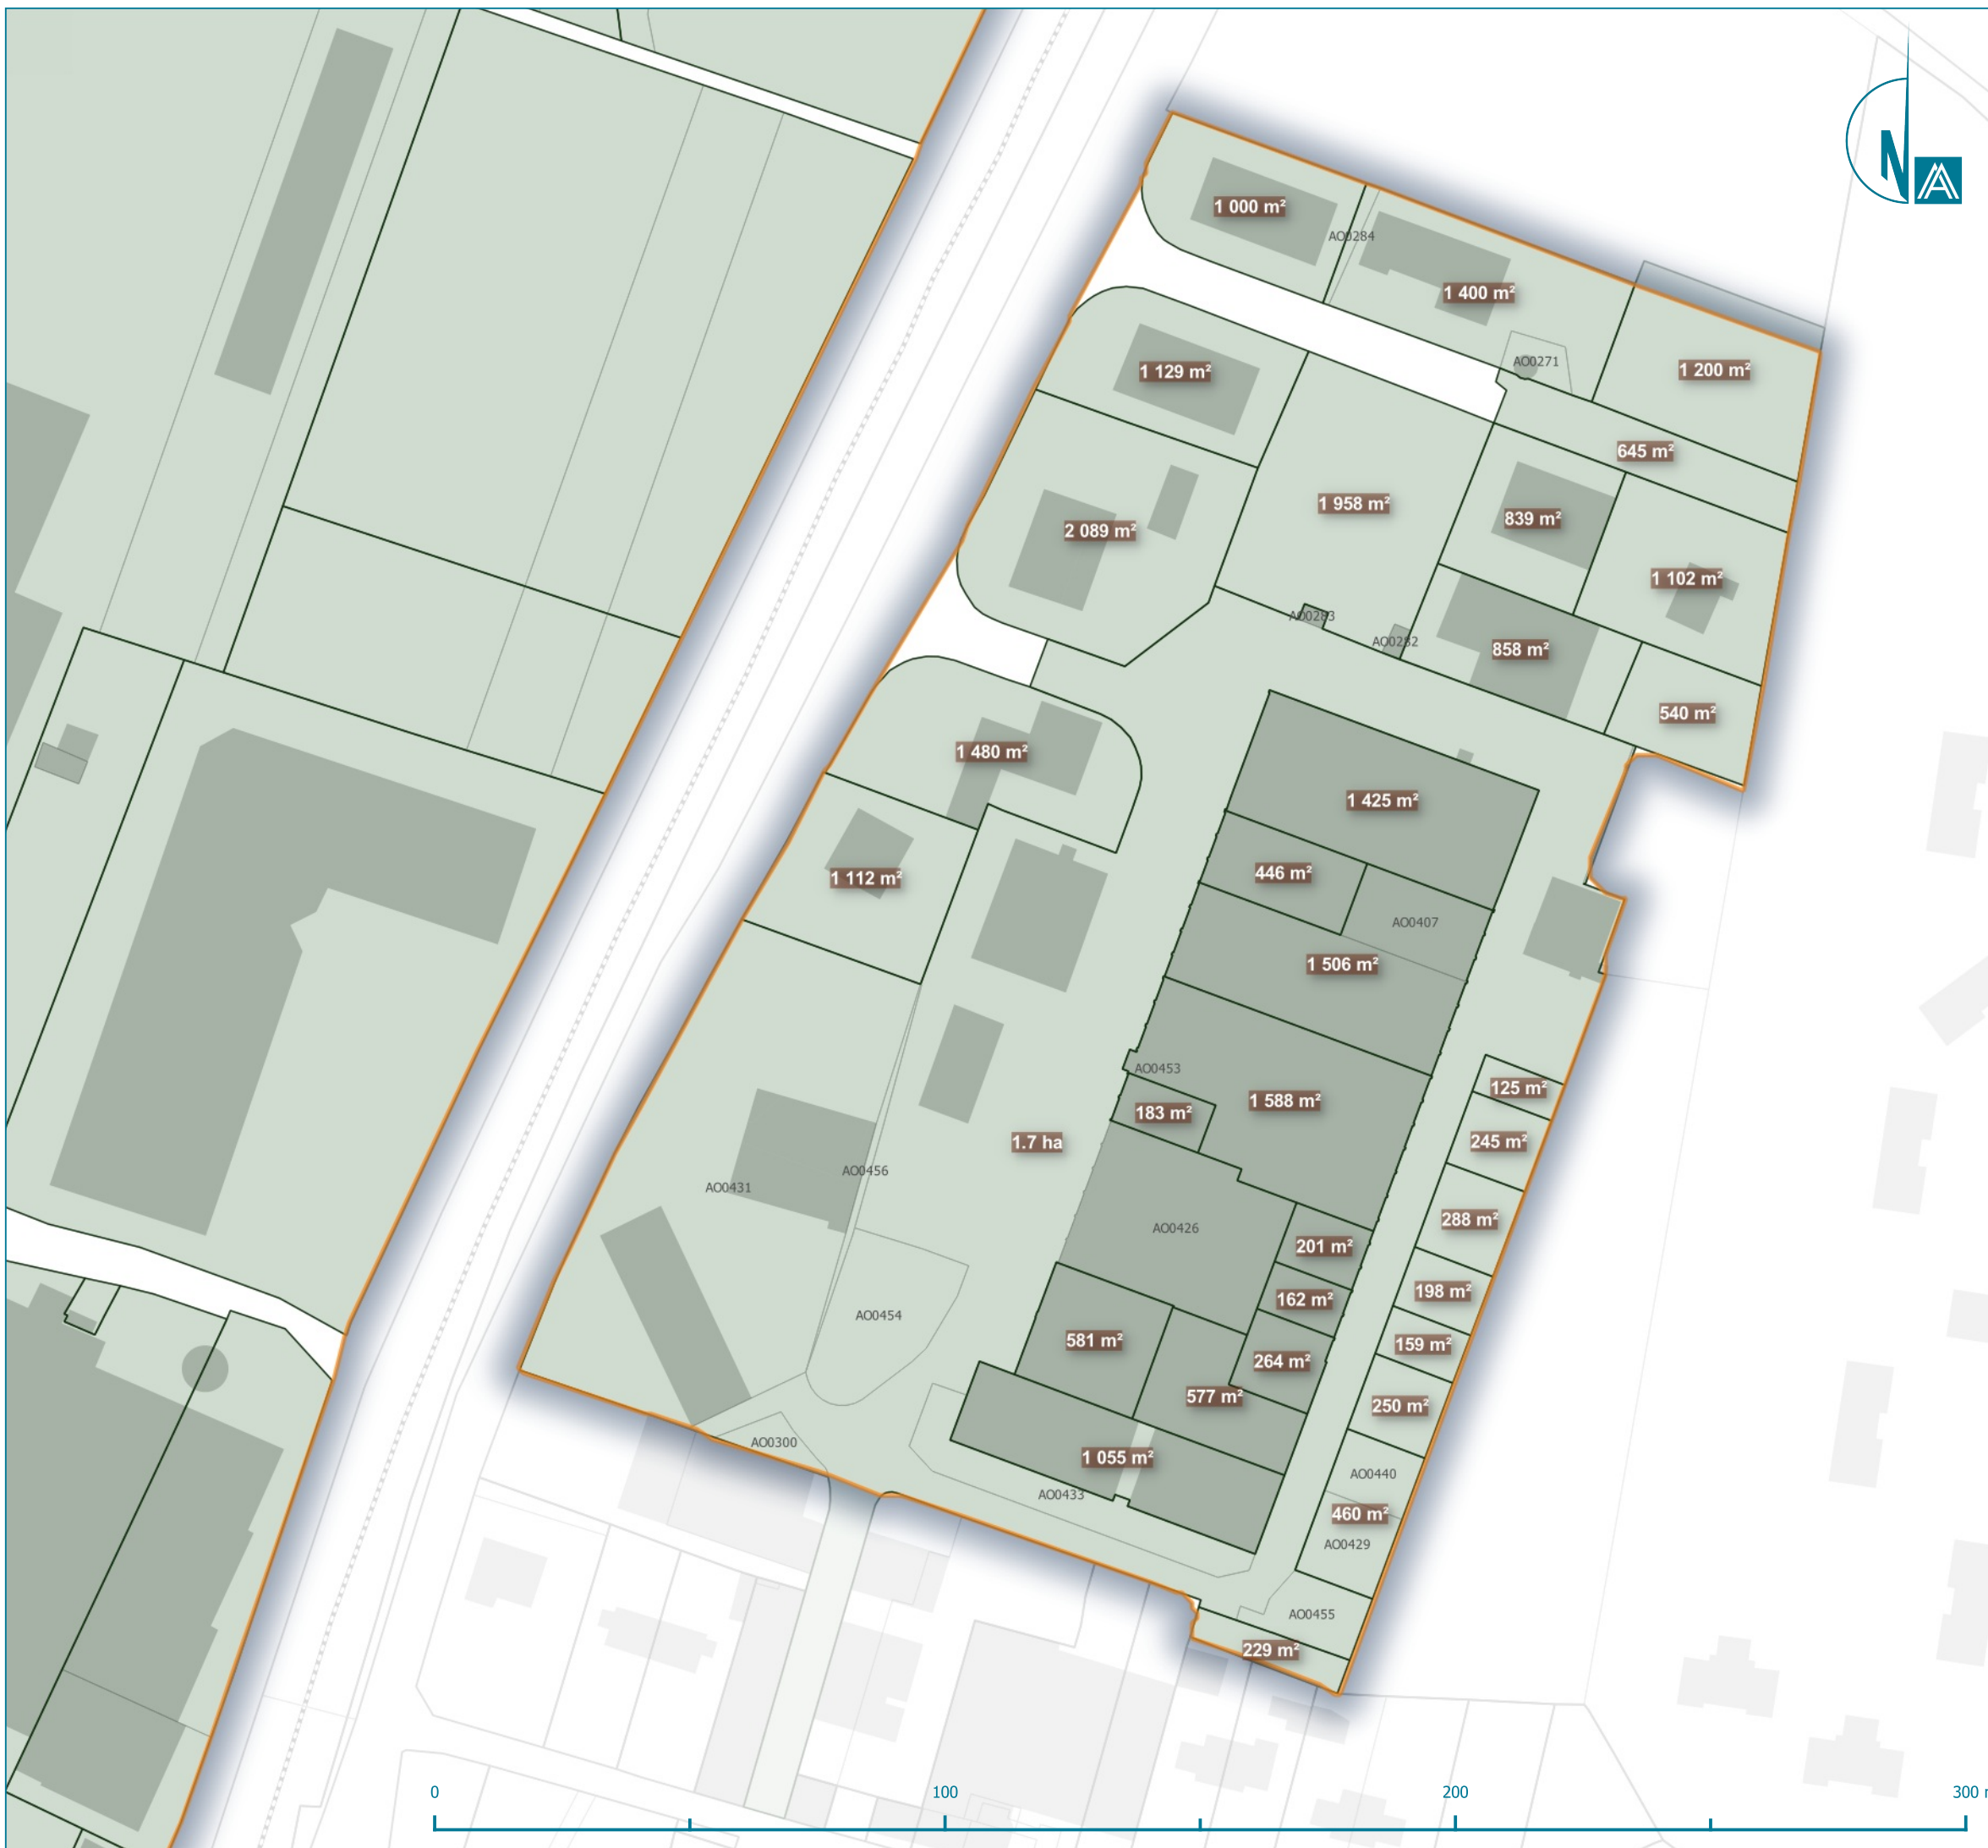 N
1 000 m²
AO0284
1 400 m²
AO0271
1 200 m²
1 129 m²
645 m²
1 958 m²
839 m²
2 089 m²
1 102 m²
AO0283
AO0282
858 m²
540 m²
1 480 m²
1 425 m²
446 m²
1 112 m²
AO0407
1 506 m²
AO0453
125 m²
1 588 m²
183 m²
1.7 ha
245 m²
AO0456
AO0431
288 m²
AO0426
201 m²
198 m²
162 m²
AO0454
581 m²
159 m²
264 m²
577 m²
250 m²
AO0300
1 055 m²
AO0440
AO0433
460 m²
AO0429
AO0455
229 m²
0 100 200 300